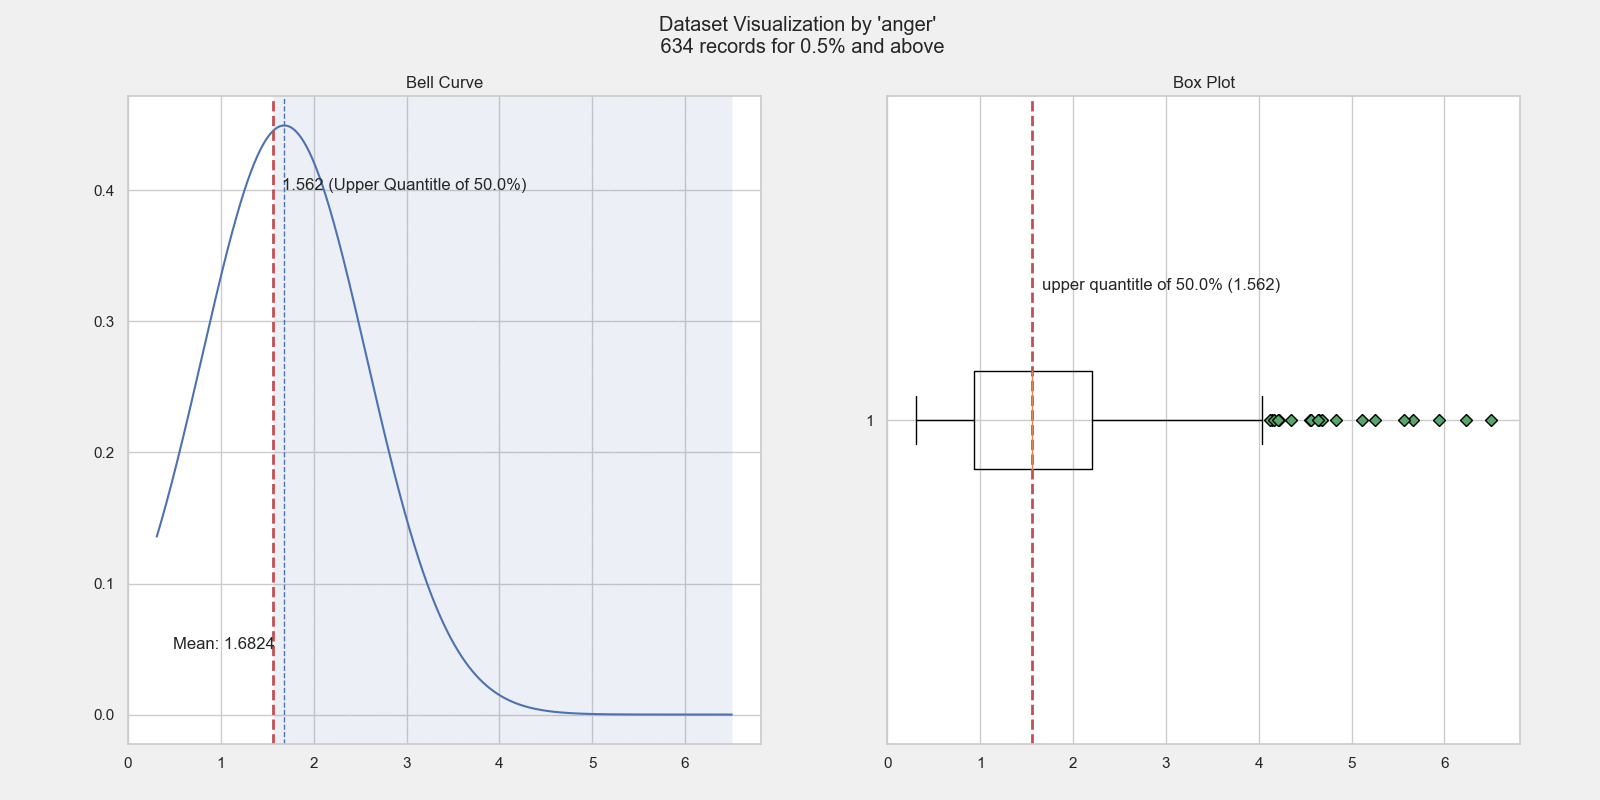 Dataset Visualization by 'anger'
634 records for 0.5% and above
Bell Curve
0.4
0.3
0.2
0.1
0.0
1.562 (Upper Quantitle of 50.0%)
Mean: 1.6824
0 1 2 3 4 5 6
Box Plot
upper quantitle of 50.0% (1.562)
1
0 1 2 3 4 5 6